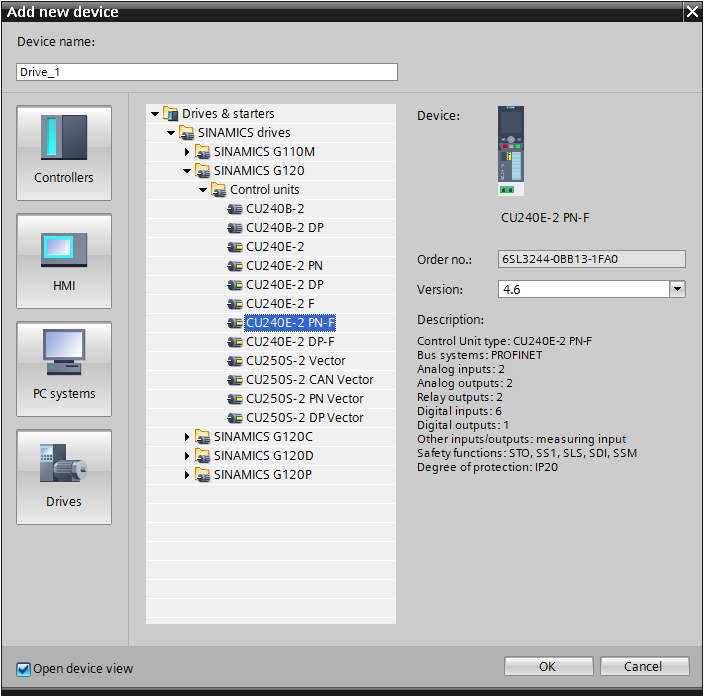 Add new device
Device name:
Drive_1
Controllers
HMI
PC systems
Drives
Drives & starters
SINAMICS drives
SINAMICS G110M
SINAMICS G120
Control units
CU240B-2
CU240B-2 DP
CU240E-2
CU240E-2 PN
CU240E-2 DP
CU240E-2 F
CU240E-2 PN-F
CU240E-2 DP-F
CU250S-2 Vector
CU250S-2 CAN Vector
CU250S-2 PN Vector
CU250S-2 DP Vector
SINAMICS G120C
SINAMICS G120D
SINAMICS G120P
Device:
CU240E-2 PN-F
Order no.: 6SL3244-0BB13-1FA0
Version: 4.6
Description:
Control Unit type: CU240E-2 PN-F
Bus systems: PROFINET
Analog inputs: 2
Analog outputs: 2
Relay outputs: 2
Digital inputs: 6
Digital outputs: 1
Other inputs/outputs: measuring input
Safety functions: STO, SS1, SLS, SDI, SSM
Degree of protection: IP20
Open device view
OK
Cancel